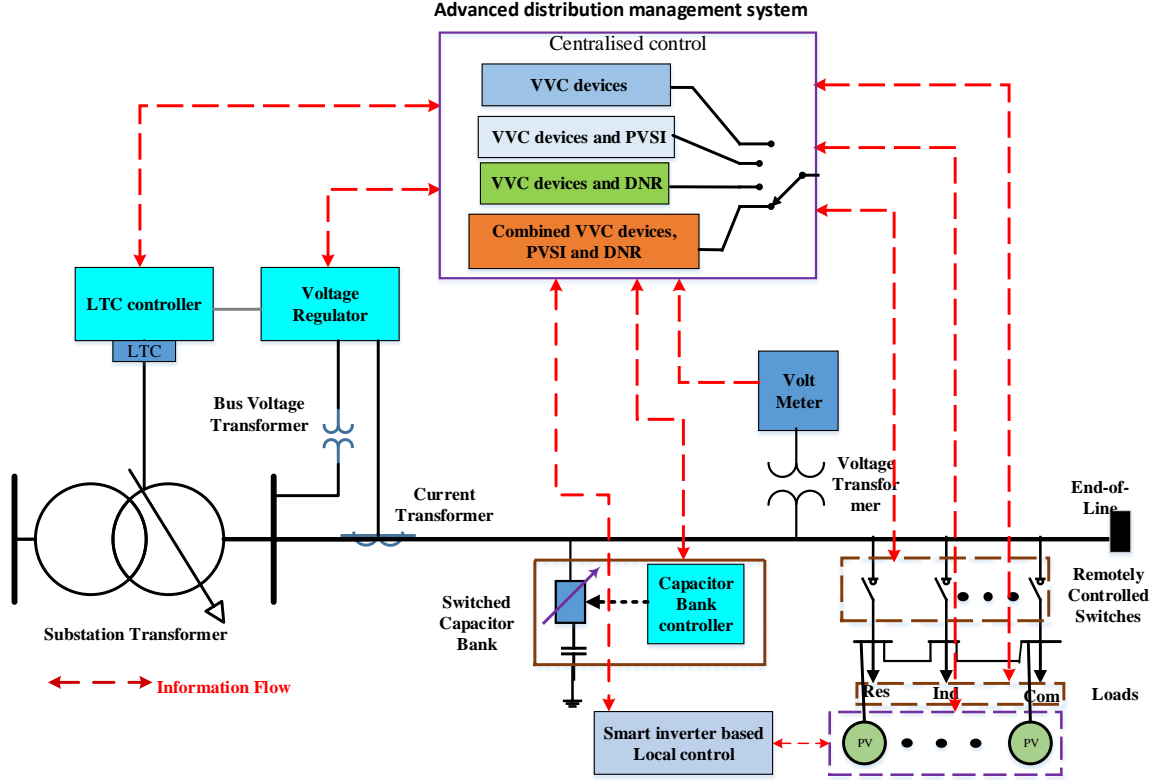 Advanced distribution management system
Centralised control
VVC devices
VVC devices and PVSI
VVC devices and DNR
Combined VVC devices,
PVSI and DNR
LTC controller
LTC
Voltage
Regulator
Bus Voltage
Transformer
Volt
Meter
Voltage
Transfor
mer
Current
Transformer
End-of-
Line
Substation Transformer
Switched
Capacitor
Bank
Capacitor
Bank
controller
Remotely
Controlled
Switches
Information Flow
Res
Ind
Com
Loads
Smart inverter based
Local control
PV
PV